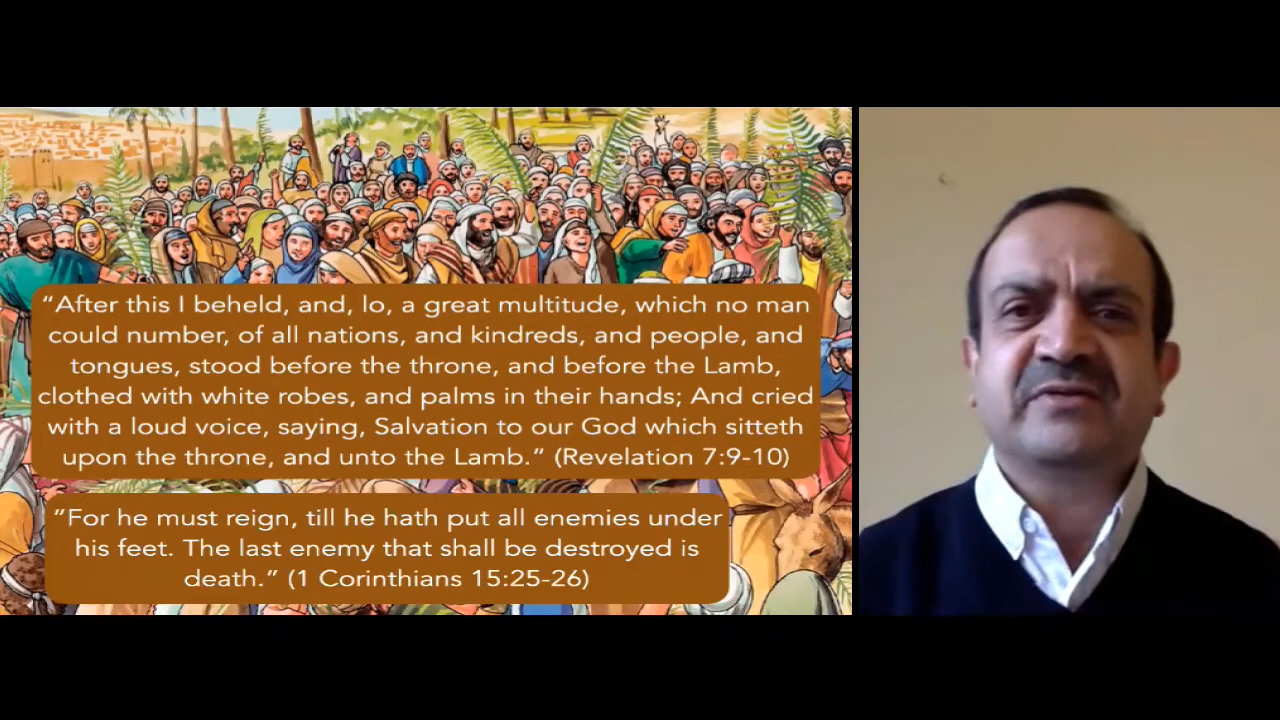 “After this I beheld, and, lo, a great multitude, which no man
could number, of all nations, and kindreds, and people, and
tongues, stood before the throne, and before the Lamb,
clothed with white robes, and palms in their hands; And cried
with a loud voice, saying, Salvation to our God which sitteth
upon the throne, and unto the Lamb.” (Revelation 7:9-10)
“For he must reign, till he hath put all enemies under
his feet. The last enemy that shall be destroyed is
death.” (1 Corinthians 15:25-26)